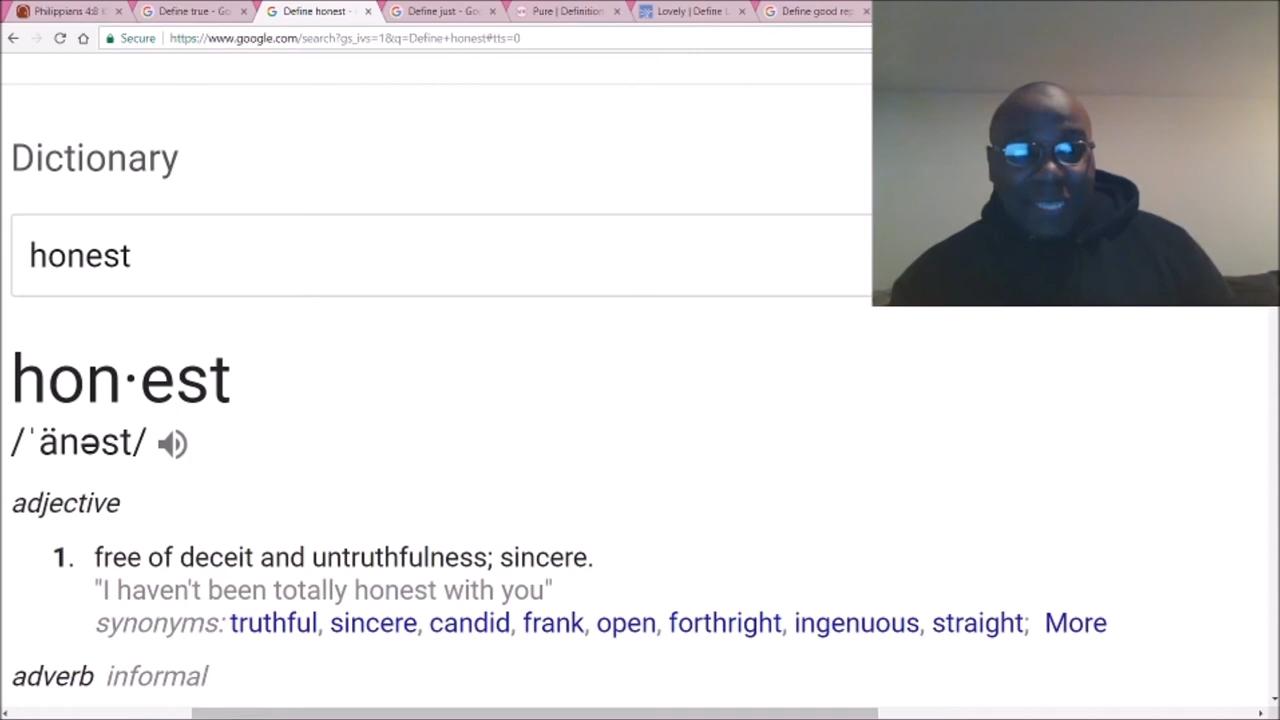 Philippians 4:8 Define true - Go Define honest - Define just - Go Pure | Definition Lovely | Define Define good rep
Secure https://www.google.com/search?gs_ivs=1&q=Define+honest#tts=0
Dictionary
honest
hon·est
/ˈänəst/
adjective
1. free of deceit and untruthfulness; sincere.
"I haven't been totally honest with you"
synonyms: truthful, sincere, candid, frank, open, forthright, ingenuous, straight; More
adverb informal